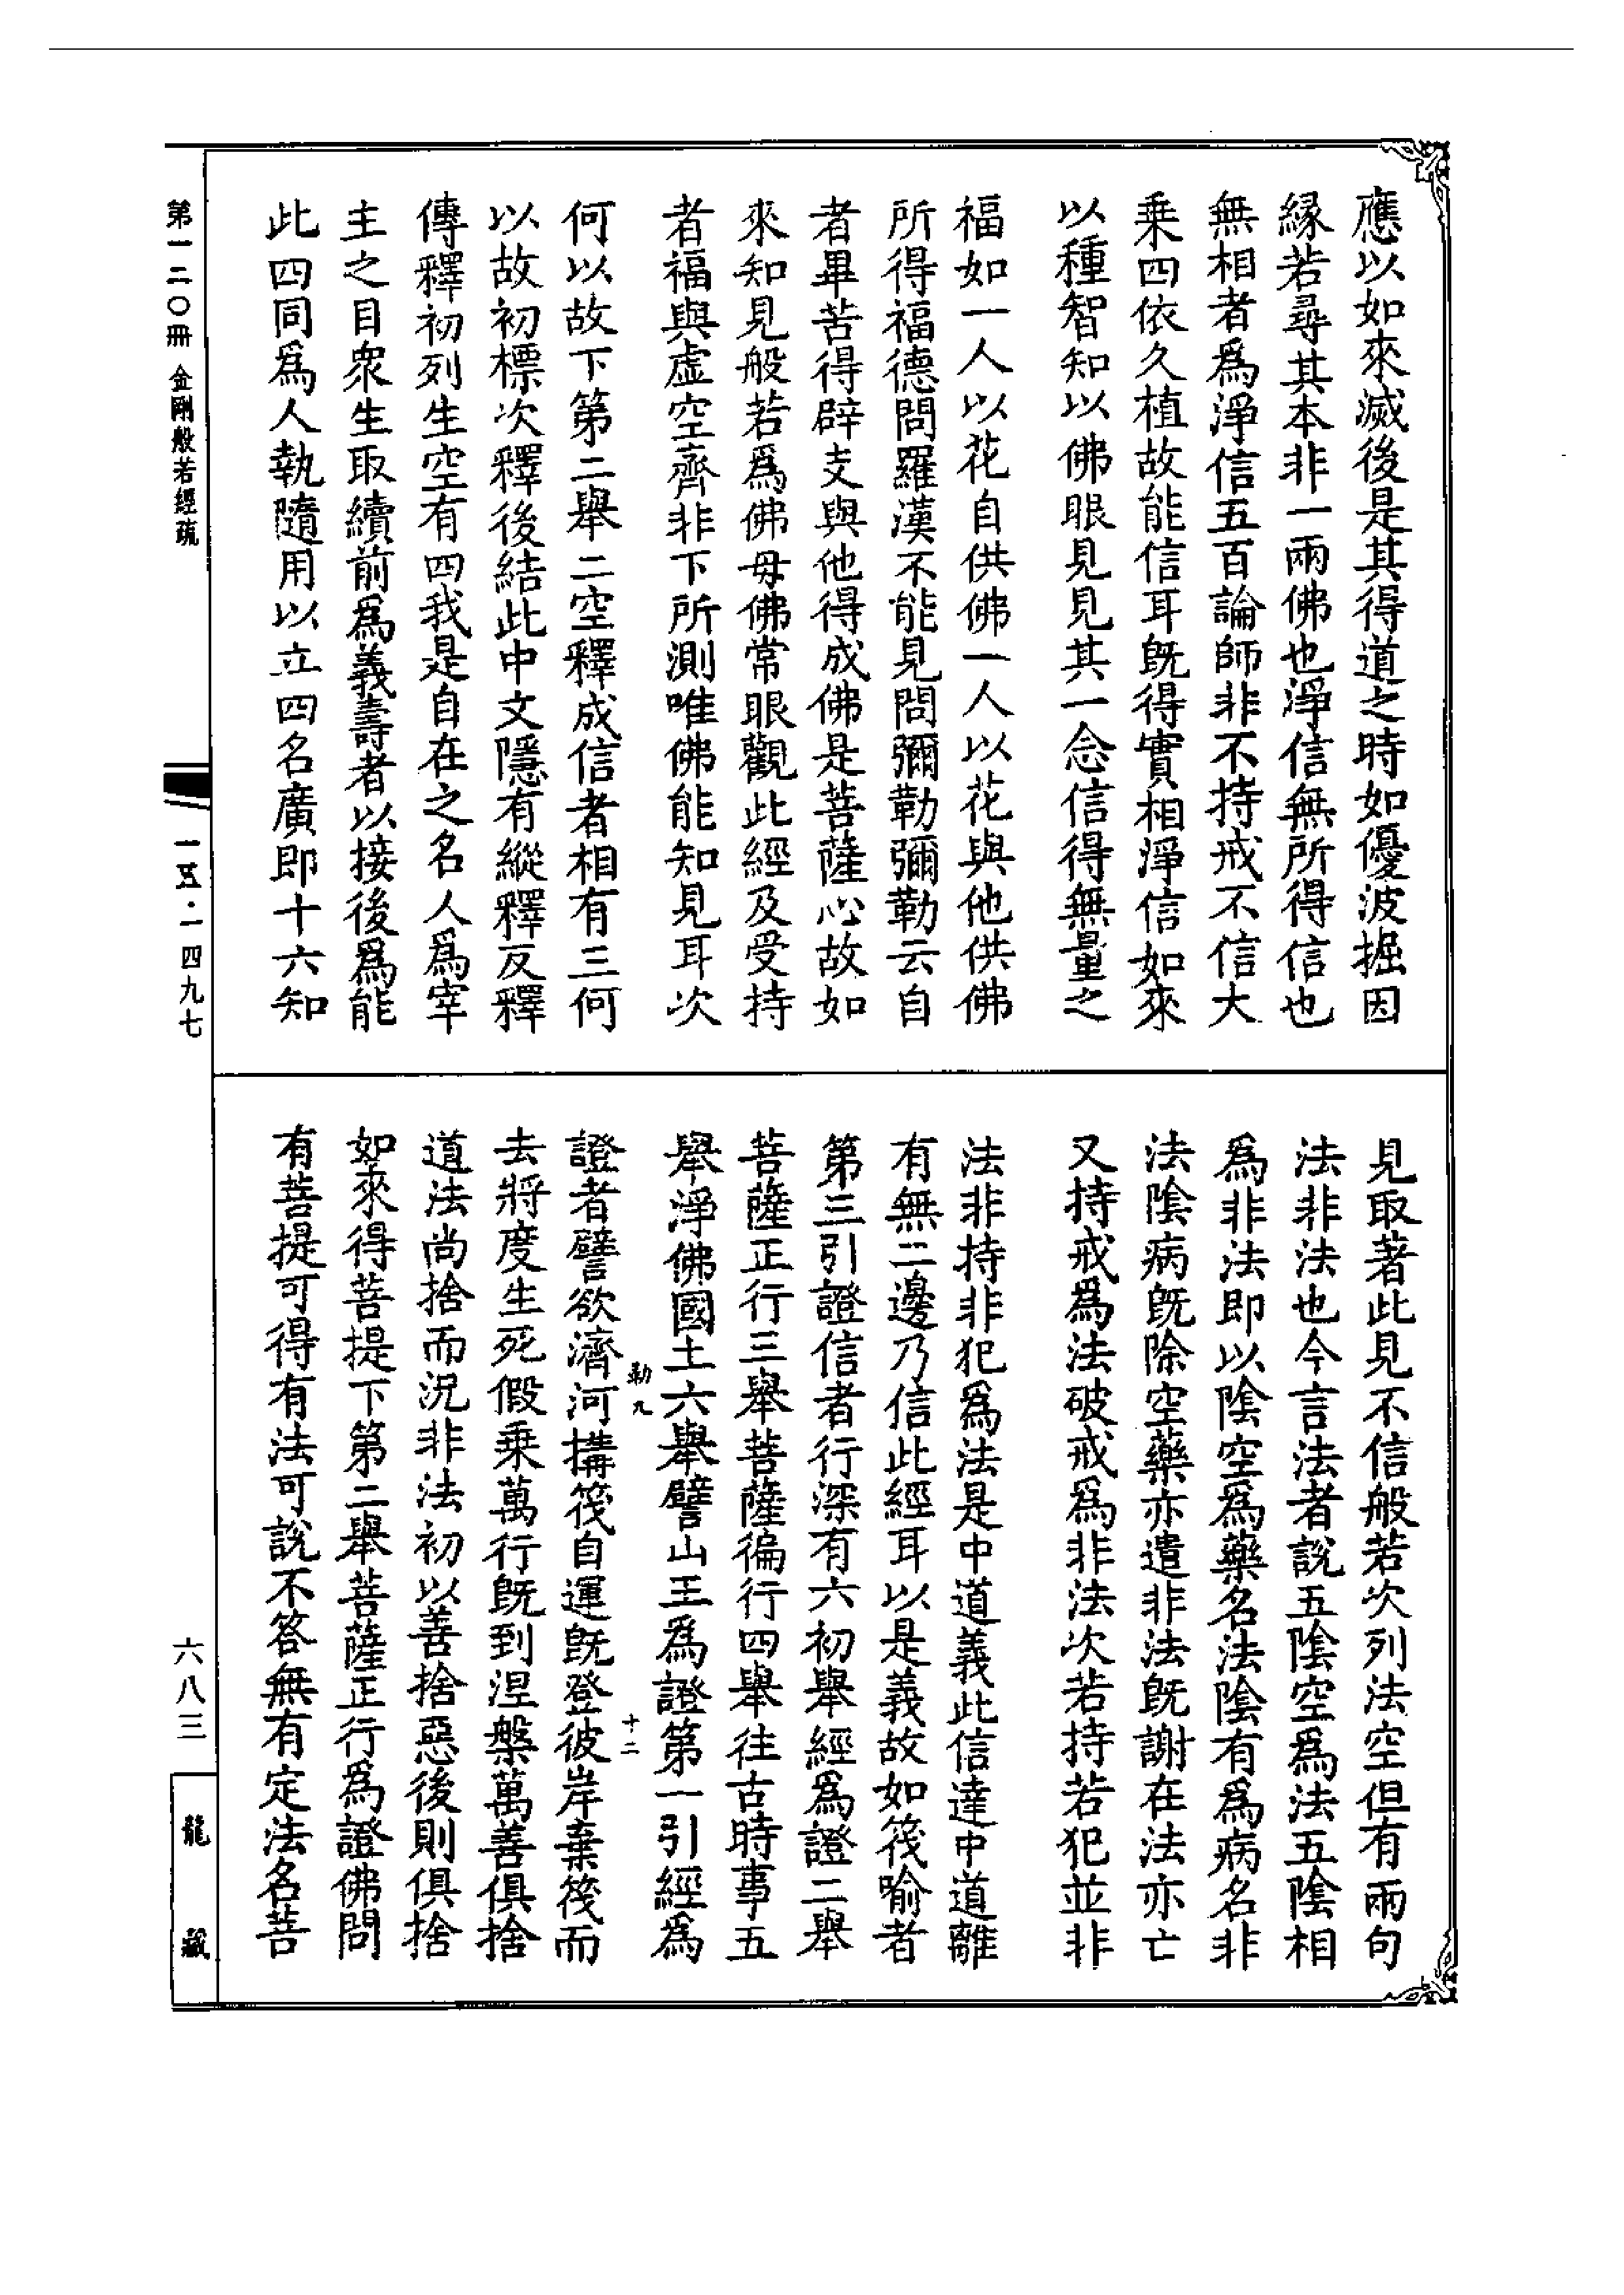 應以如來滅後是其得道之時如優波掘因
緣若尋其本非一兩佛也淨信無所得信也
無相者爲淨信五百論師非不持戒不信大
乘四依久植故能信耳旣得實相淨信如來
以種智知以佛眼見見其一念信得無量之
福如一人以花自供佛一人以花與他供佛
所得福德問羅漢不能見問彌勒彌勒云自
者畢苦得辟支與他得成佛是菩薩心故如
來知見般若爲佛母佛常眼觀此經及受持
者福與虛空齊非下所測唯佛能知見耳次
何以故下第二舉二空釋成信者相有三何
以故初標次釋後結此中文隱有縱釋反釋
傳釋初列生空有四我是自在之名人爲宰
主之目衆生取續前爲義壽者以接後爲能
此四同爲人執隨用以立四名廣即十六知
見取著此見不信般若次列法空但有兩句
法非法也今言法者說五陰空爲法五陰相
爲非法即以陰空爲藥名法陰有爲病名非
法陰病旣除空藥亦遣非法旣謝在法亦亡
又持戒爲法破戒爲非法次若持若犯並非
法非持非犯爲法是中道義此信達中道離
有無二邊乃信此經耳以是義故如筏喻者
第三引證信者行深有六初舉經爲證二舉
菩薩正行三舉菩薩徧行四舉往古時事五
舉淨佛國土六舉譬山王爲證第一引經爲
勒九
十二
證者譬欲濟河構筏自運旣登彼岸棄筏而
去將度生死假乘萬行旣到涅槃萬善俱捨
道法尚捨而況非法初以善捨惡後則俱捨
如來得菩提下第二舉菩薩正行爲證佛問
有菩提可得有法可說不答無有定法名菩
第一二〇冊 金剛般若經疏
一五·一四九七
六八三
龍藏